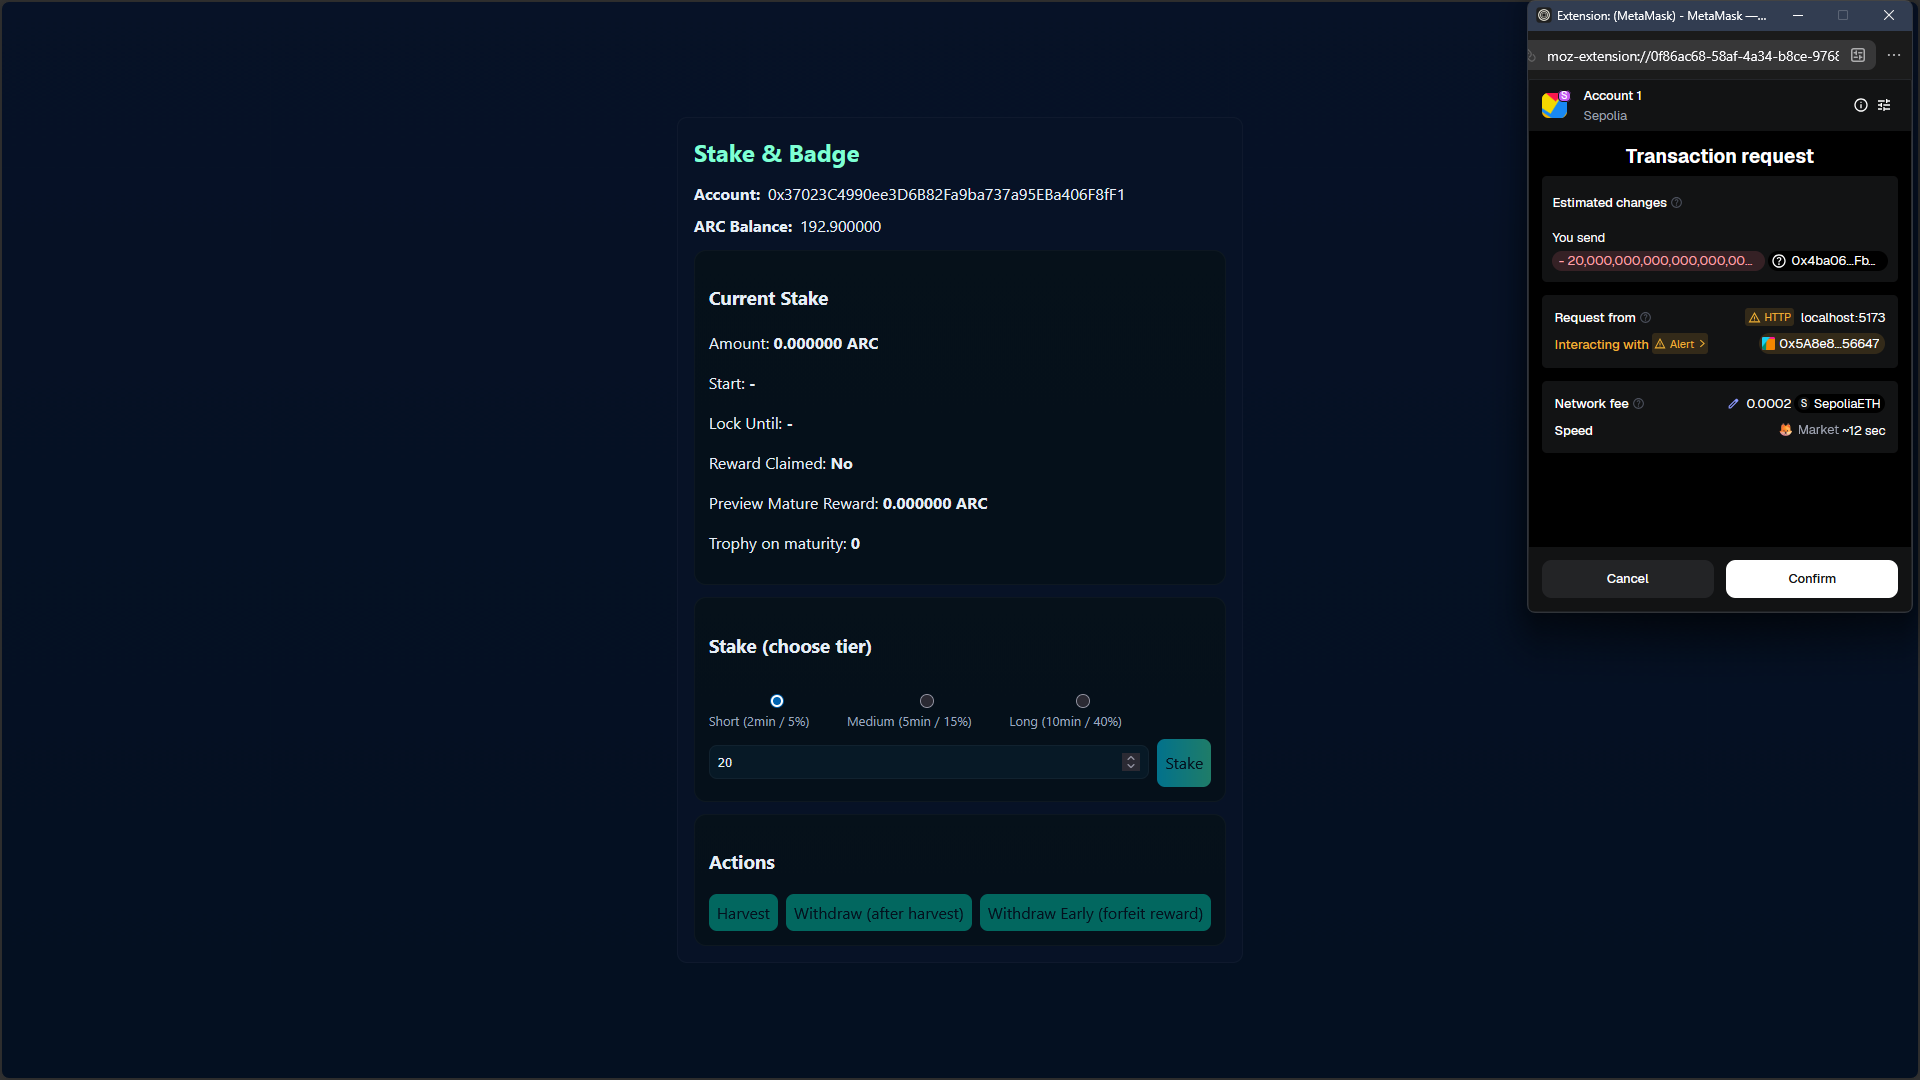 Stake & Badge
Account: 0x37023C4990ee3D6B82Fa9ba737a95EBa406F8fF1
ARC Balance: 192.900000
Current Stake
Amount: 0.000000 ARC
Start: -
Lock Until: -
Reward Claimed: No
Preview Mature Reward: 0.000000 ARC
Trophy on maturity: 0
Stake (choose tier)
Short (2min / 5%) Medium (5min / 15%) Long (10min / 40%)
20 Stake
Actions
Harvest Withdraw (after harvest) Withdraw Early (forfeit reward)
Extension: (MetaMask) - MetaMask —...
moz-extension://0f86ac68-58af-4a34-b8ce-9768
S
Account 1
Sepolia
Transaction request
Estimated changes
You send
- 20,000,000,000,000,000,00... 0x4ba06...Fb...
Request from HTTP localhost:5173
Interacting with Alert > 0x5A8e8...56647
Network fee 0.0002 S SepoliaETH
Speed Market ~12 sec
Cancel Confirm